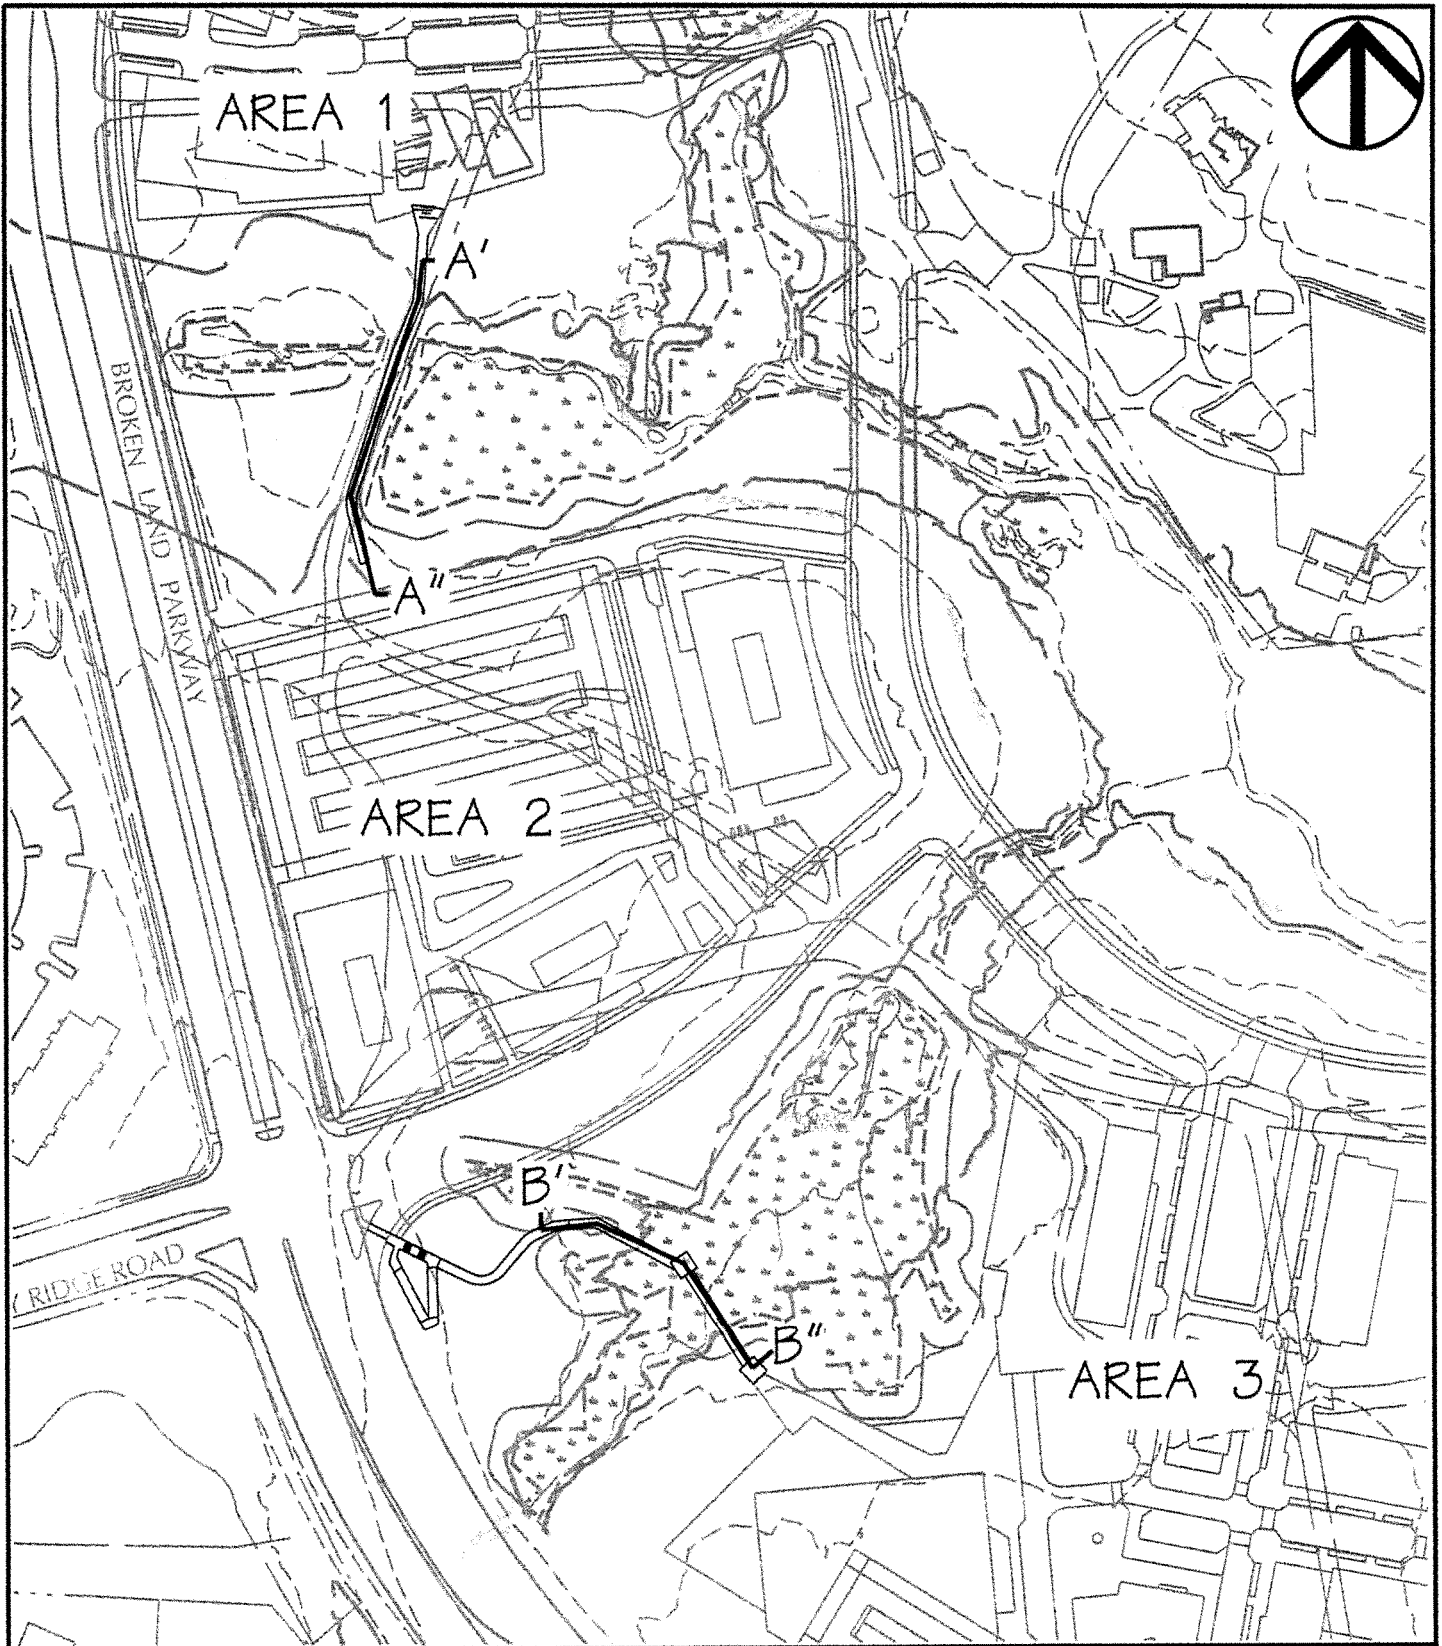 AREA 1
A'
BROKEN LAND PARKWAY
A"
AREA 2
B'
Y RIDGE ROAD
B"
AREA 3